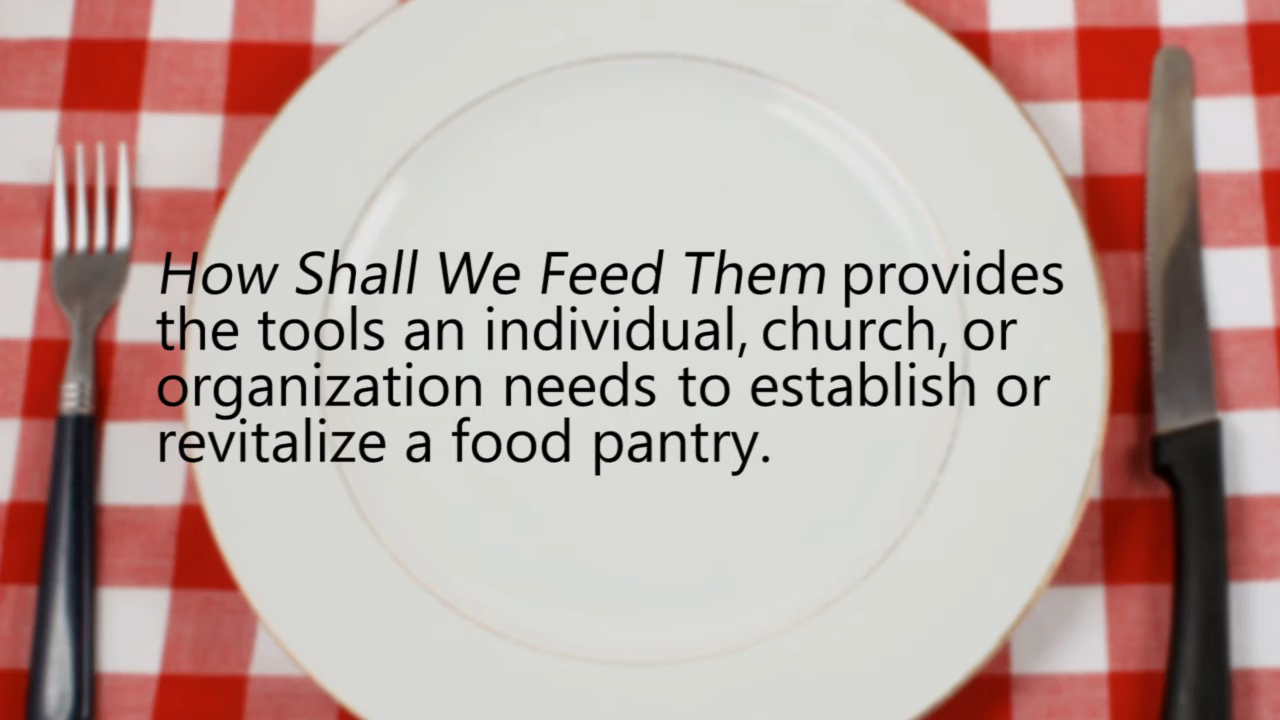 How Shall We Feed Them provides
the tools an individual, church, or
organization needs to establish or
revitalize a food pantry.